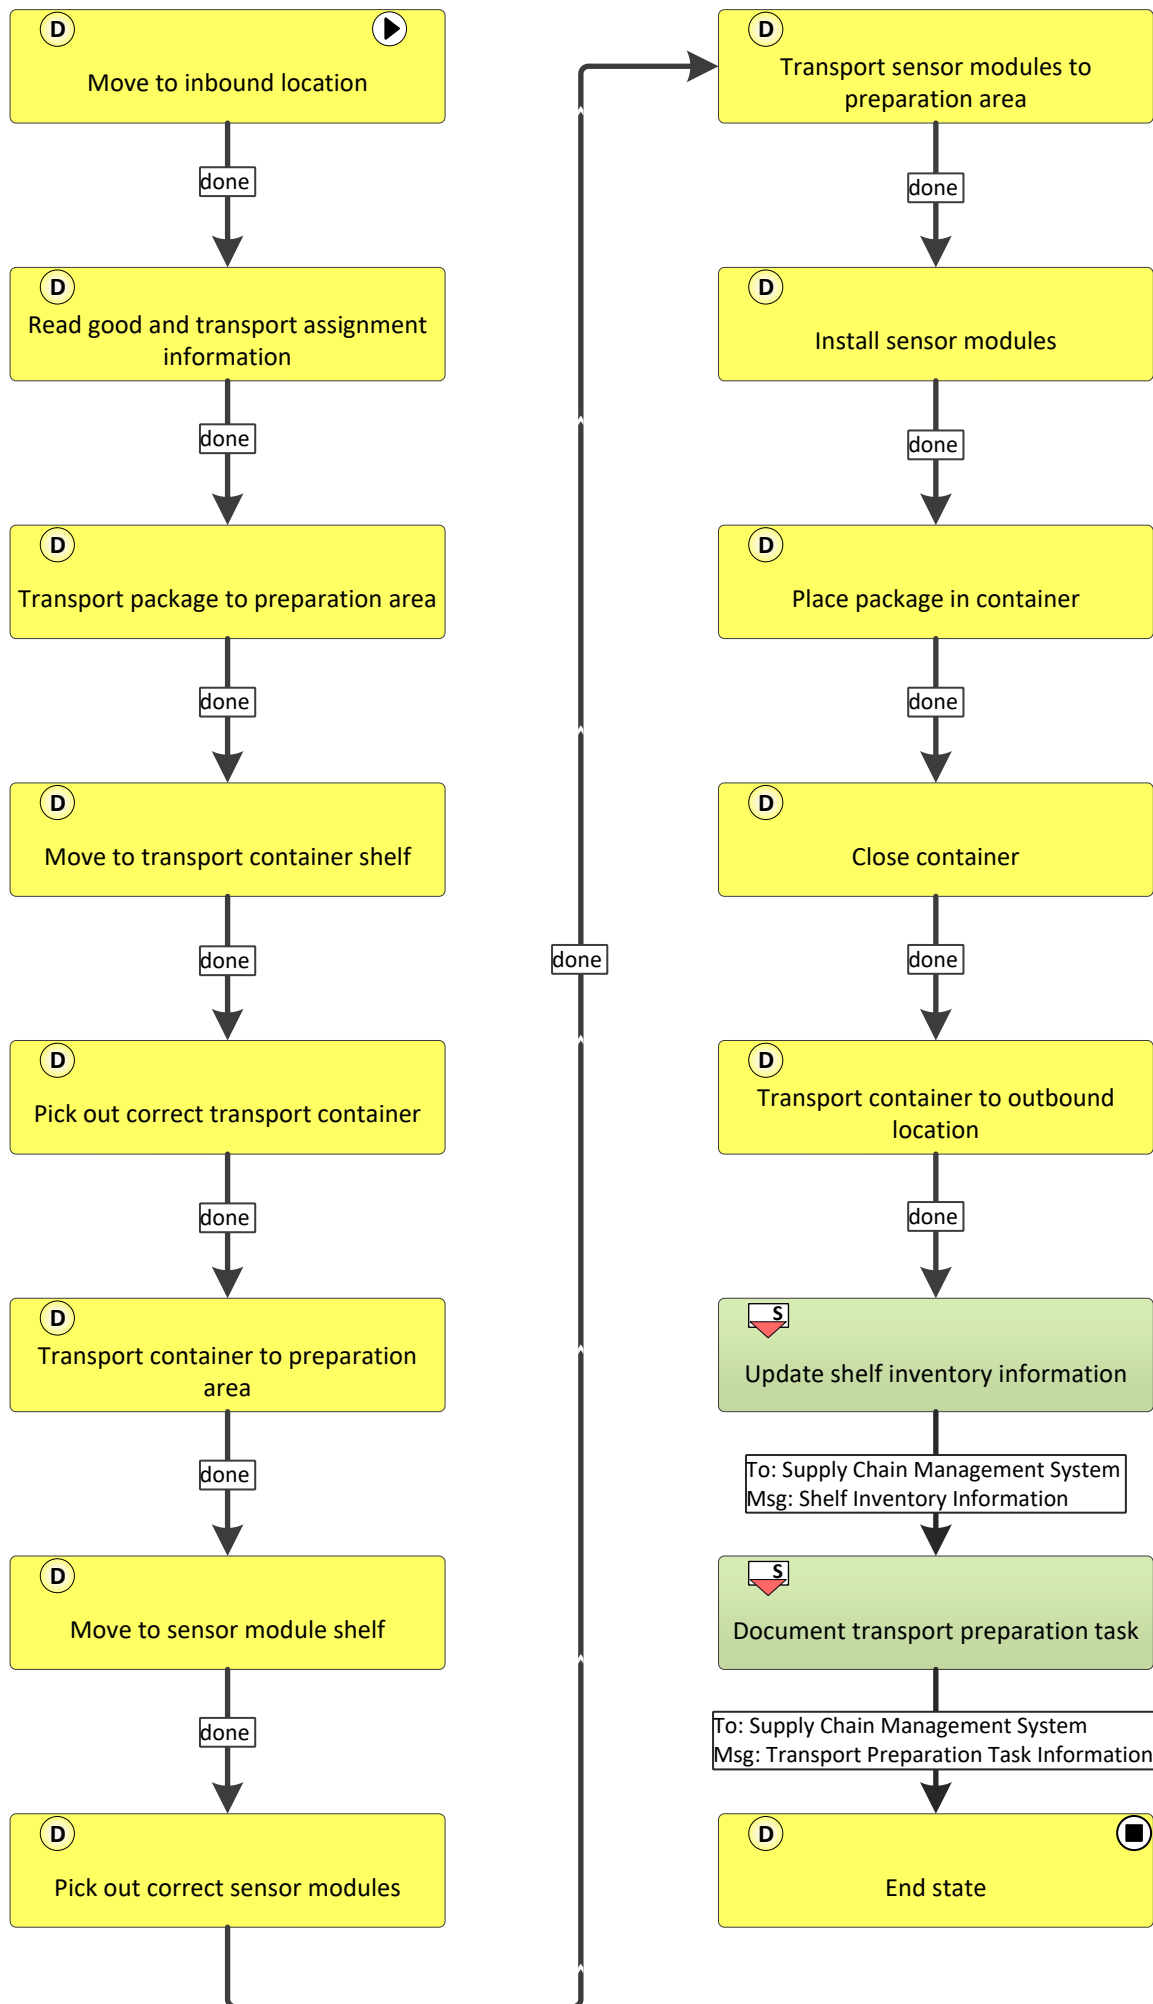 D
Move to inbound location
done
D
Read good and transport assignment
information
done
D
Transport package to preparation area
done
D
Move to transport container shelf
done
D
Pick out correct transport container
done
D
Transport container to preparation
area
done
D
Move to sensor module shelf
done
D
Pick out correct sensor modules
done
D
Transport sensor modules to
preparation area
done
D
Install sensor modules
done
D
Place package in container
done
D
Close container
done
D
Transport container to outbound
location
done
S
Update shelf inventory information
To: Supply Chain Management System
Msg: Shelf Inventory Information
S
Document transport preparation task
To: Supply Chain Management System
Msg: Transport Preparation Task Information
D
End state